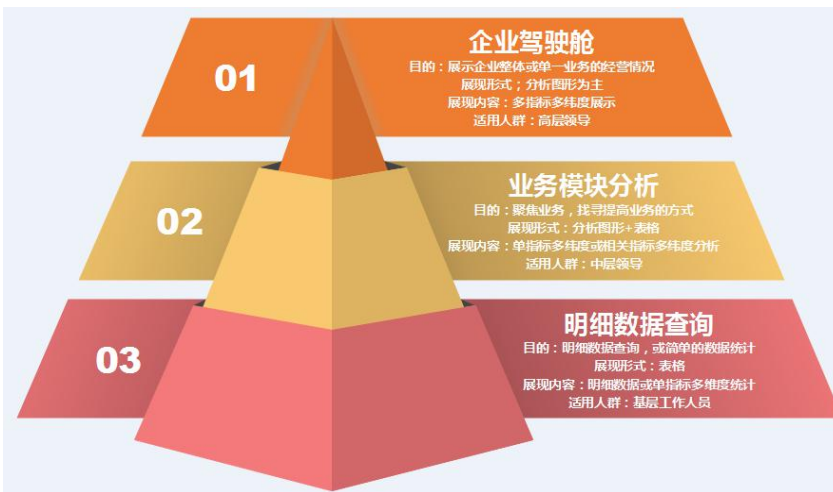 01
企业驾驶舱
目的：展示企业整体或单一业务的经营情况
展现形式；分析图形为主
展现内容：多指标多纬度展示
适用人群：高层领导
02
业务模块分析
目的：聚焦业务，找寻提高业务的方式
展现形式：分析图形+表格
展现内容：单指标多纬度或相关指标多纬度分析
适用人群：中层领导
03
明细数据查询
目的：明细数据查询，或简单的数据统计
展现形式：表格
展现内容：明细数据或单指标多维度统计
适用人群：基层工作人员